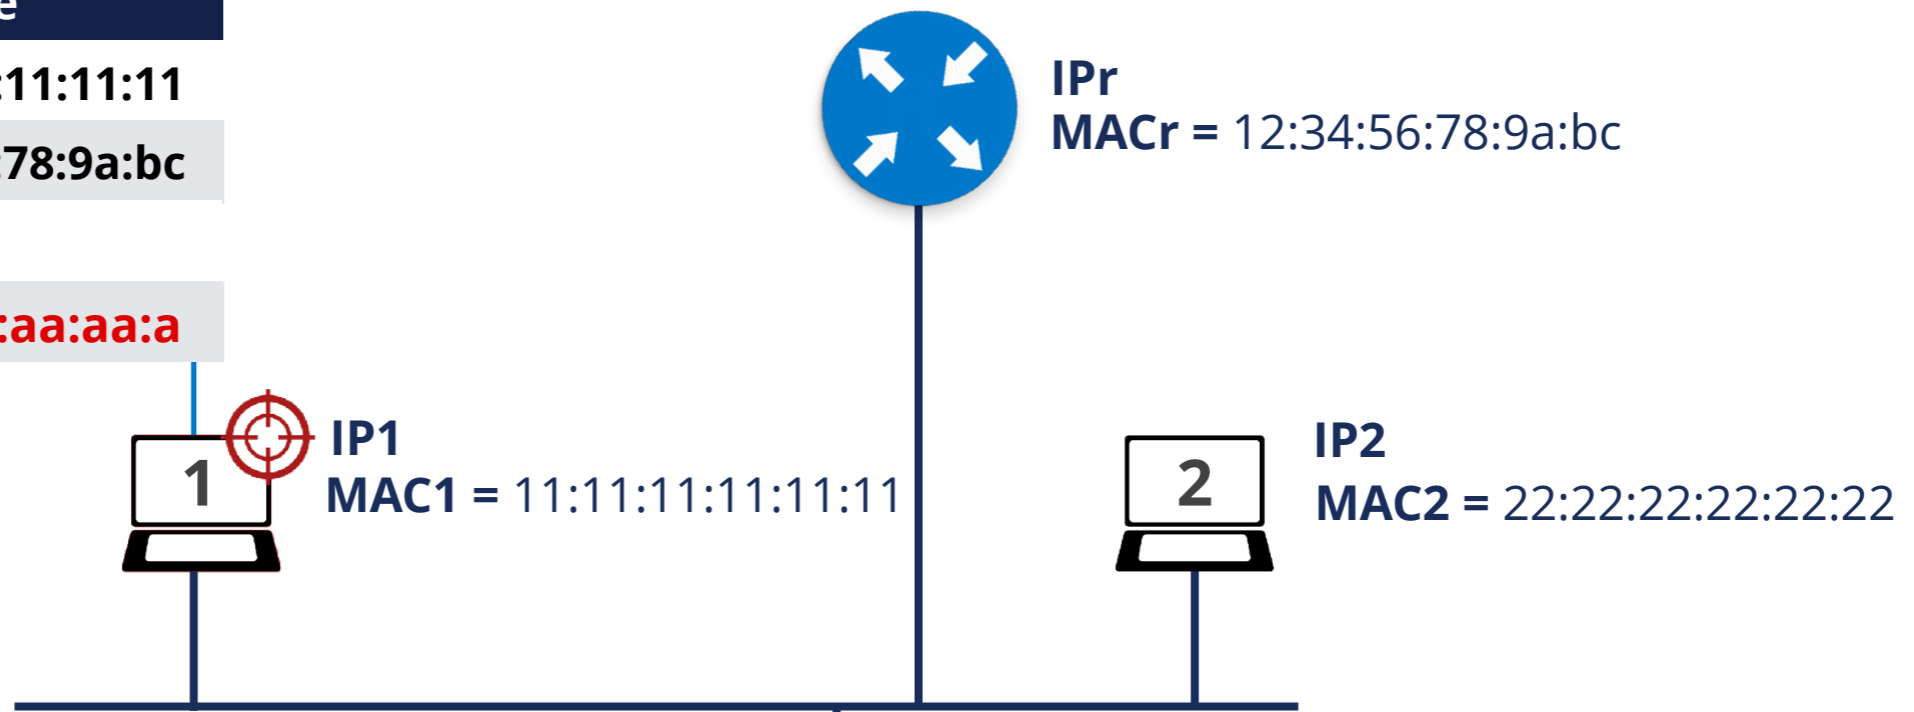 e
:11:11:11
:78:9a:bc
:aa:aa:a
IPr
MACr = 12:34:56:78:9a:bc
IP1
MAC1 = 11:11:11:11:11:11
1
IP2
MAC2 = 22:22:22:22:22:22
2